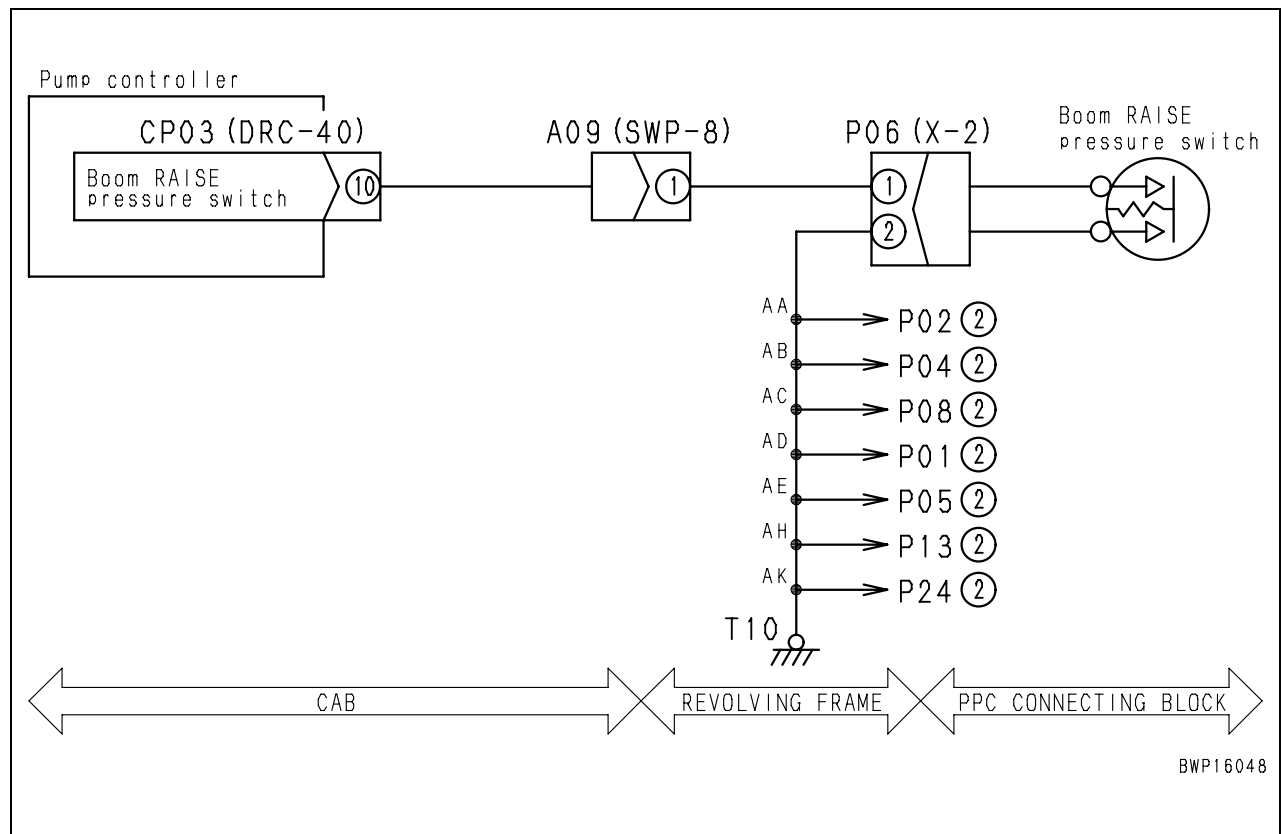 Pump controller
CP03 (DRC-40)
A09 (SWP-8)
P06 (X-2)
Boom RAISE
pressure switch
Boom RAISE
pressure switch
10
1
1
2
AA
P02 2
AB
P04 2
AC
P08 2
AD
P01 2
AE
P05 2
AH
P13 2
AK
P24 2
T10
CAB
REVOLVING FRAME
PPC CONNECTING BLOCK
BWP16048